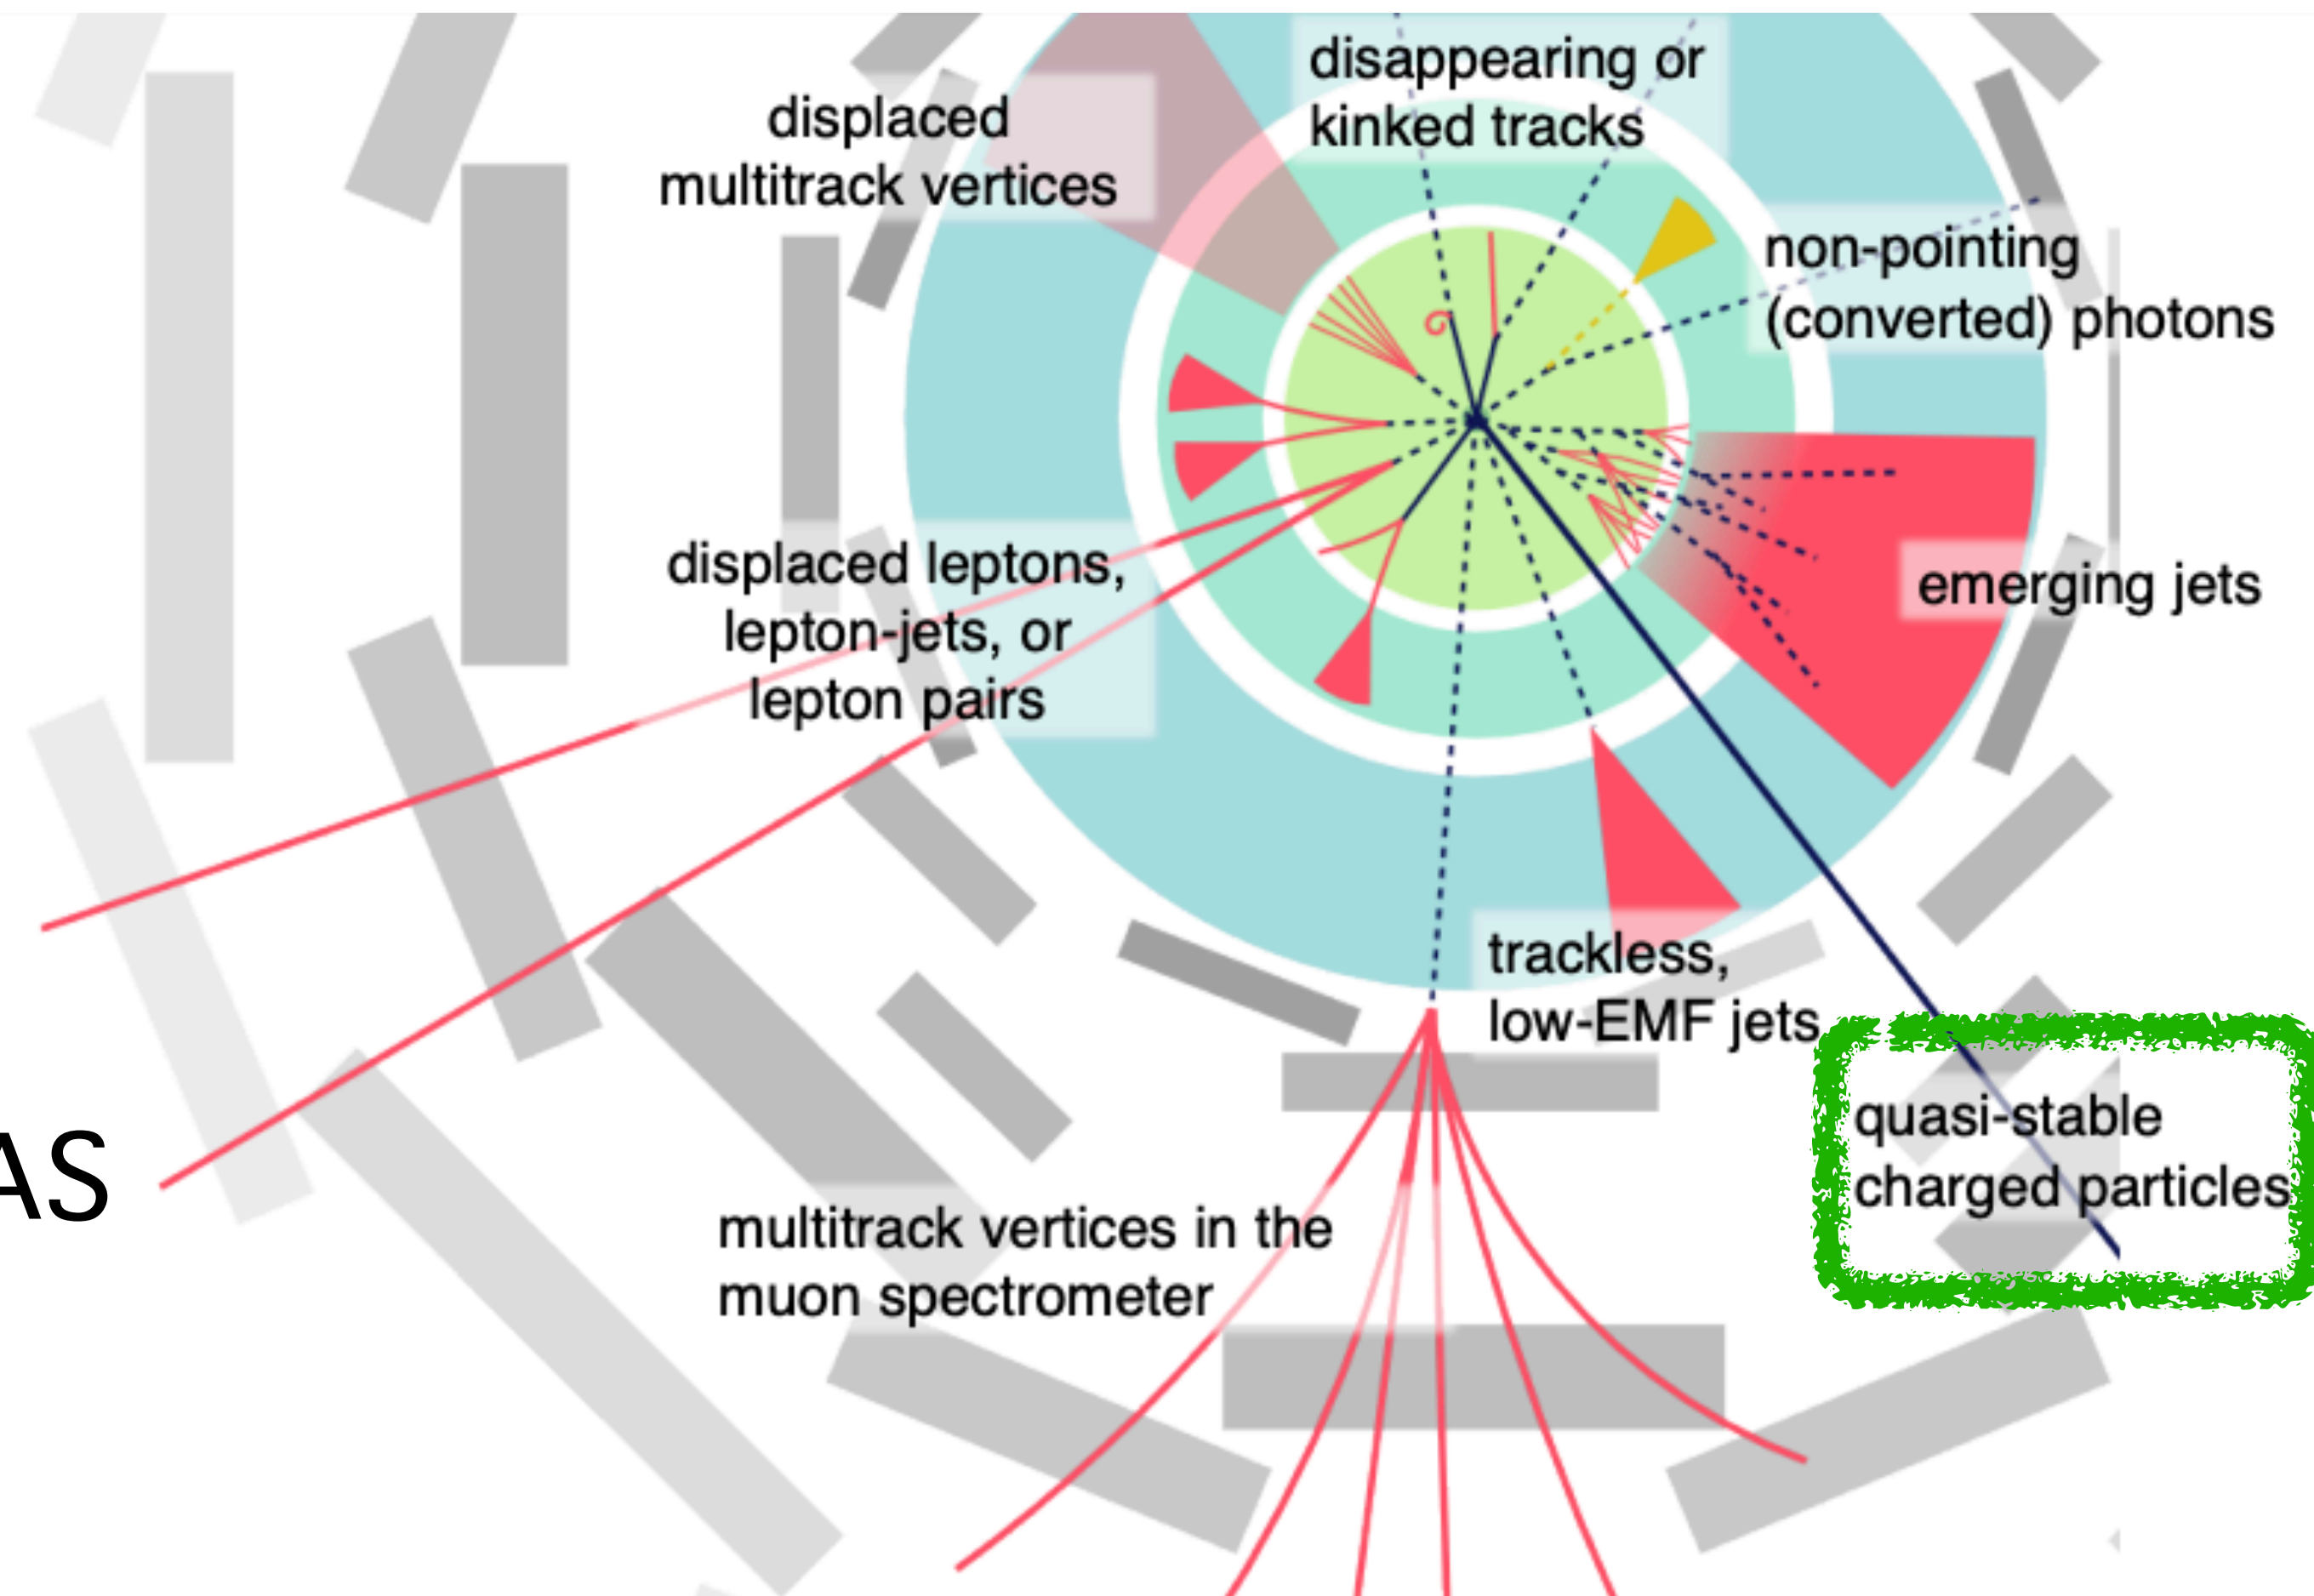 disappearing or
kinked tracks
displaced
multitrack vertices
non-pointing
(converted) photons
displaced leptons,
lepton-jets, or
lepton pairs
emerging jets
trackless,
low-EMF jets
quasi-stable
charged particles
AS
multitrack vertices in the
muon spectrometer